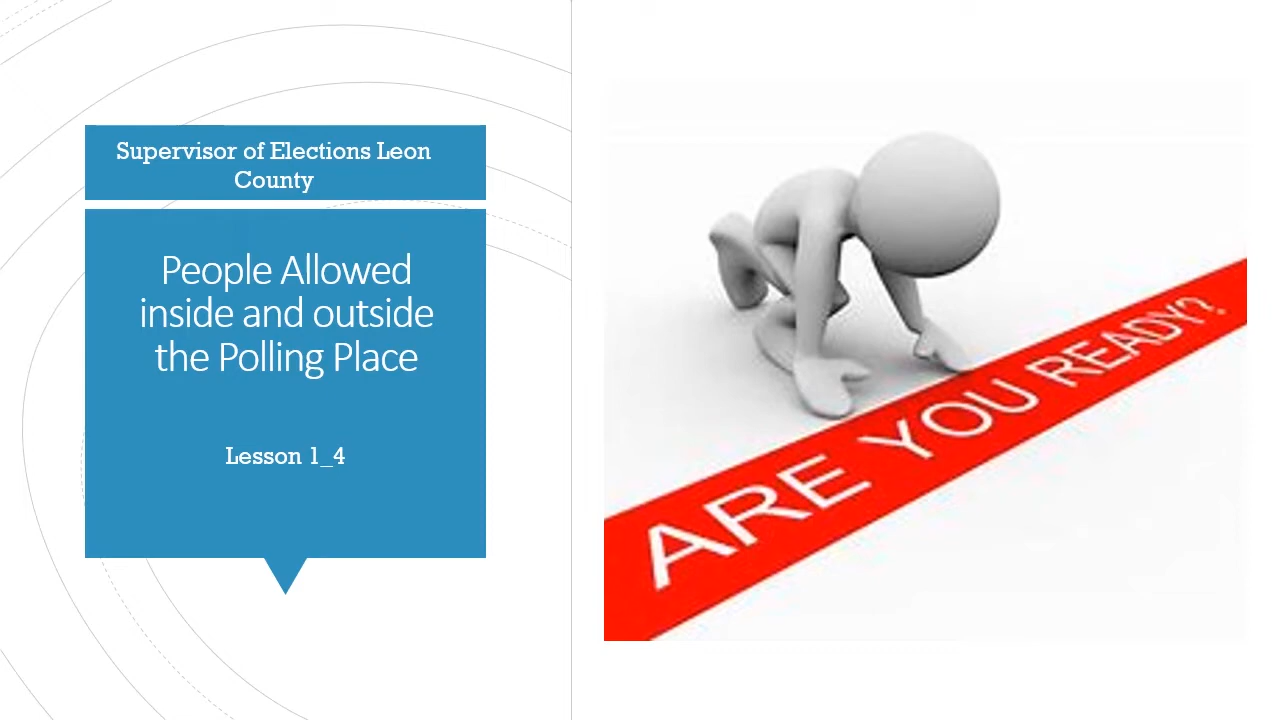 Supervisor of Elections Leon
County
People Allowed
inside and outside
the Polling Place
Lesson 1_4
ARE YOU READY?